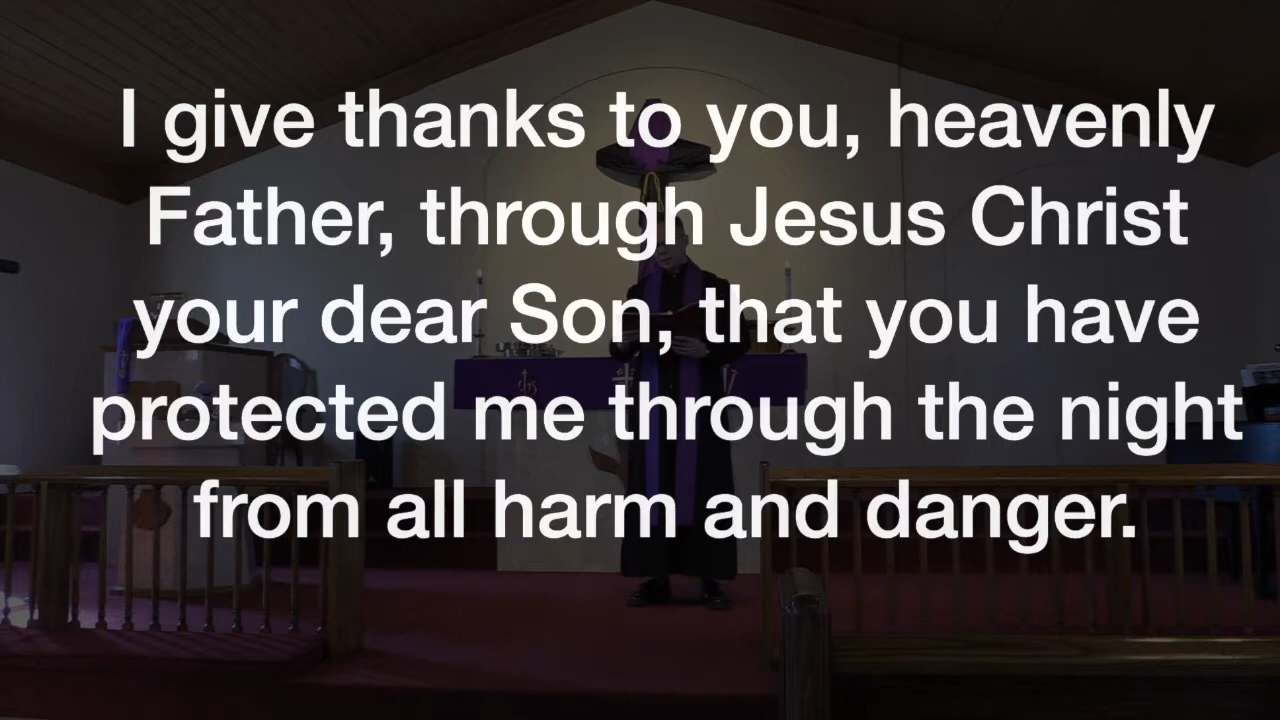 I give thanks to you, heavenly
Father, through Jesus Christ
your dear Son, that you have
protected me through the night
from all harm and danger.